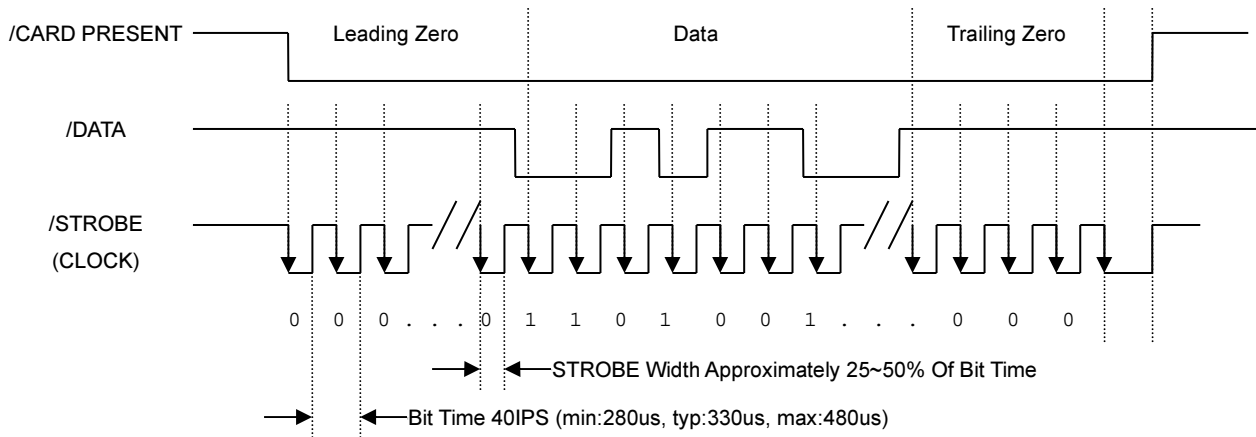 /CARD PRESENT Leading Zero Data Trailing Zero
/DATA
/STROBE
(CLOCK)
0 0 0 . . . 0 1 1 0 1 0 0 1 . . . 0 0 0
STROBE Width Approximately 25~50% Of Bit Time
Bit Time 40IPS (min:280us, typ:330us, max:480us)